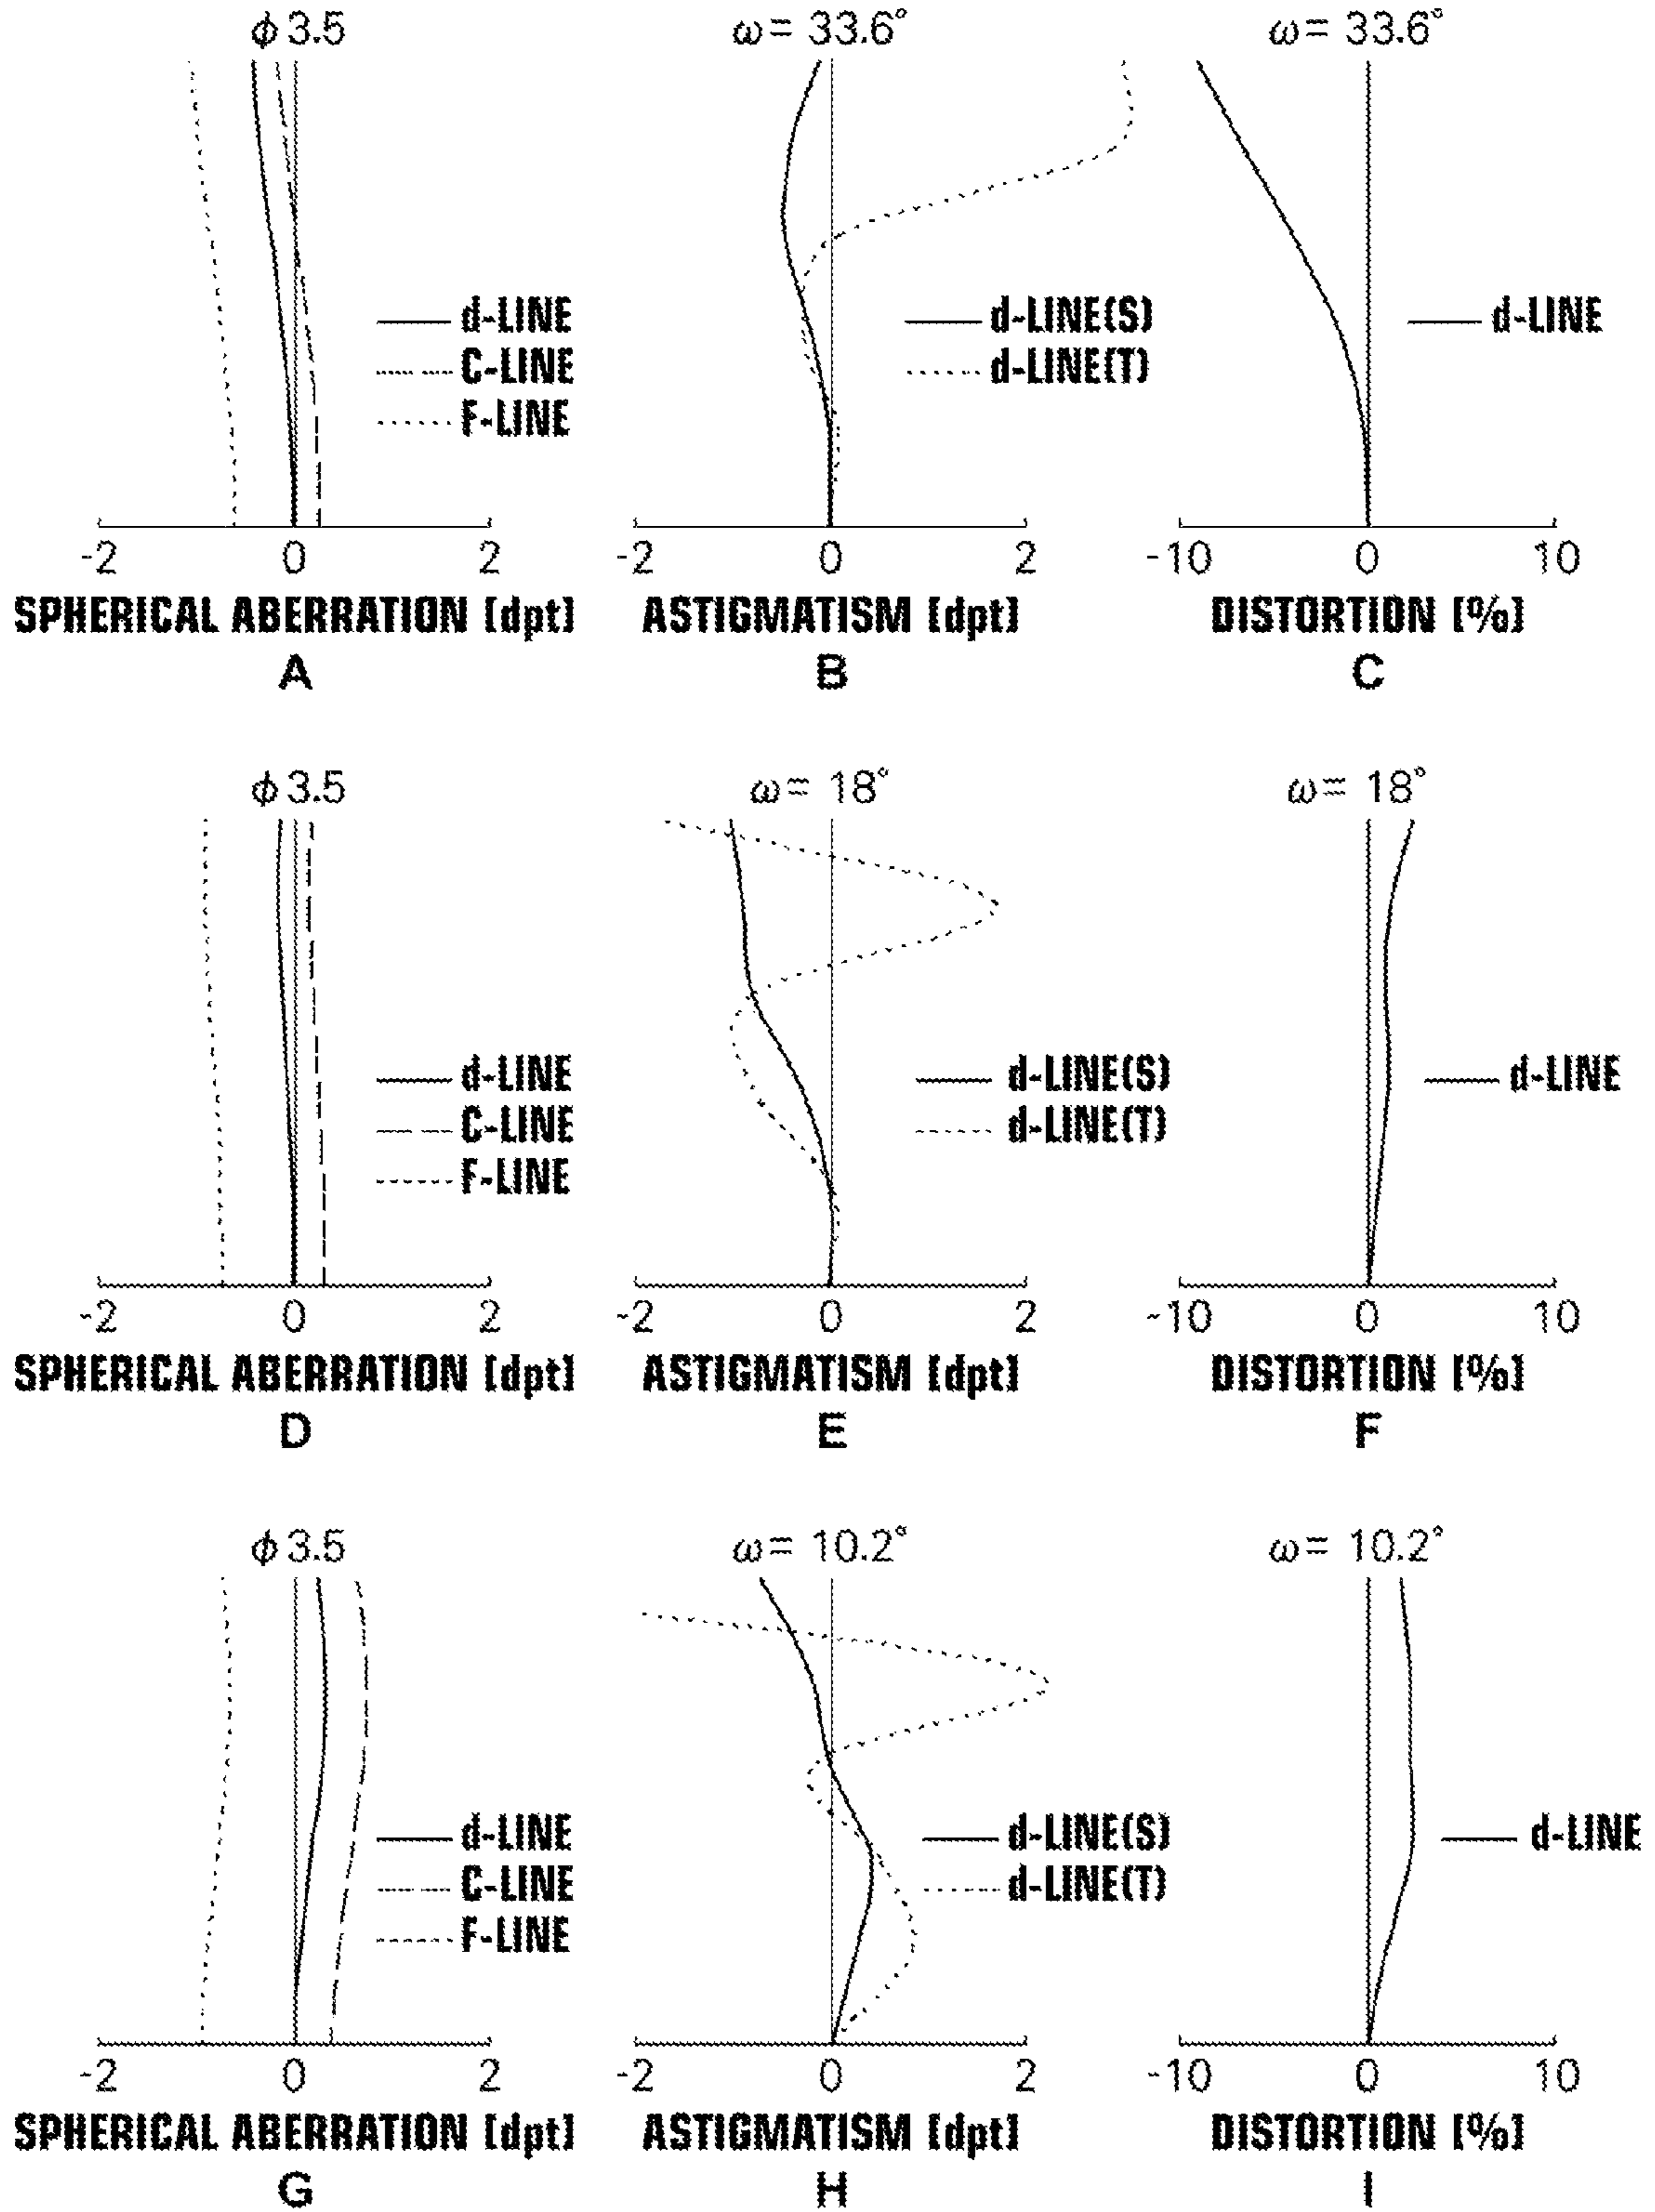 ϕ 3.5
ω = 33.6°
ω = 33.6°
d-LINE
C-LINE
F-LINE
d-LINE(S)
d-LINE(T)
d-LINE
-2 0 2
-2 0 2
-10 0 10
SPHERICAL ABERRATION [dpt]
ASTIGMATISM [dpt]
DISTORTION [%]
A
B
C
ϕ 3.5
ω = 18°
ω = 18°
d-LINE
C-LINE
F-LINE
d-LINE(S)
d-LINE(T)
d-LINE
-2 0 2
-2 0 2
-10 0 10
SPHERICAL ABERRATION [dpt]
ASTIGMATISM [dpt]
DISTORTION [%]
D
E
F
ϕ 3.5
ω = 10.2°
ω = 10.2°
d-LINE
C-LINE
F-LINE
d-LINE(S)
d-LINE(T)
d-LINE
-2 0 2
-2 0 2
-10 0 10
SPHERICAL ABERRATION [dpt]
ASTIGMATISM [dpt]
DISTORTION [%]
G
H
I